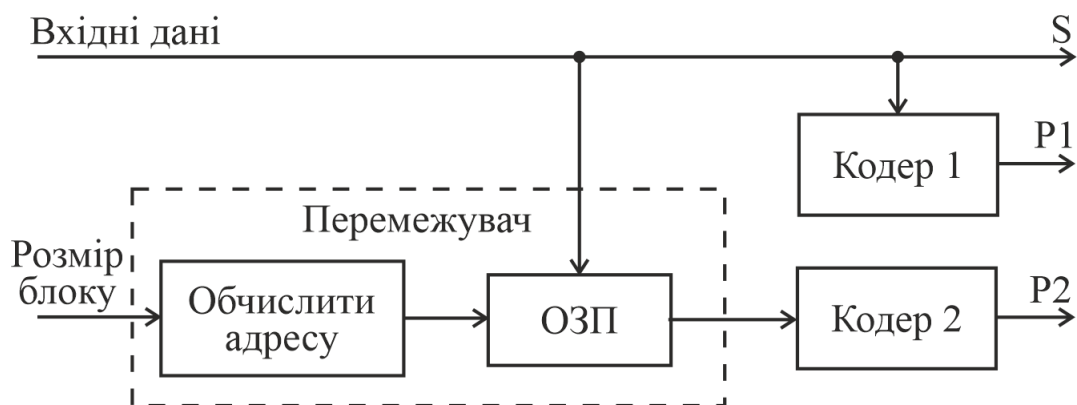 Вхідні дані
S
P1
Кодер 1
Перемежувач
Розмір
блоку
Обчислити
адресу
ОЗП
Кодер 2
P2